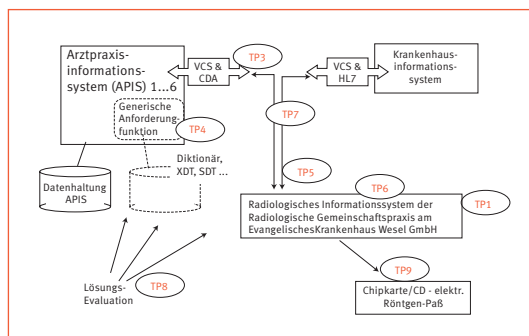 Arztpraxis-
informations-
system (APIS) 1...6
Generische
Anforderung-
funktion
TP4
VCS &
CDA
TP3
VCS &
HL7
Krankenhaus-
informations-
system
TP7
Datenhaltung
APIS
Diktionär,
XDT, SDT ...
TP5
TP6
TP1
Radiologisches Informationssystem der
Radiologische Gemeinschaftspraxis am
EvangelischesKrankenhaus Wesel GmbH
Lösungs-
Evaluation
TP8
TP9
Chipkarte/CD - elektr.
Röntgen-Paß